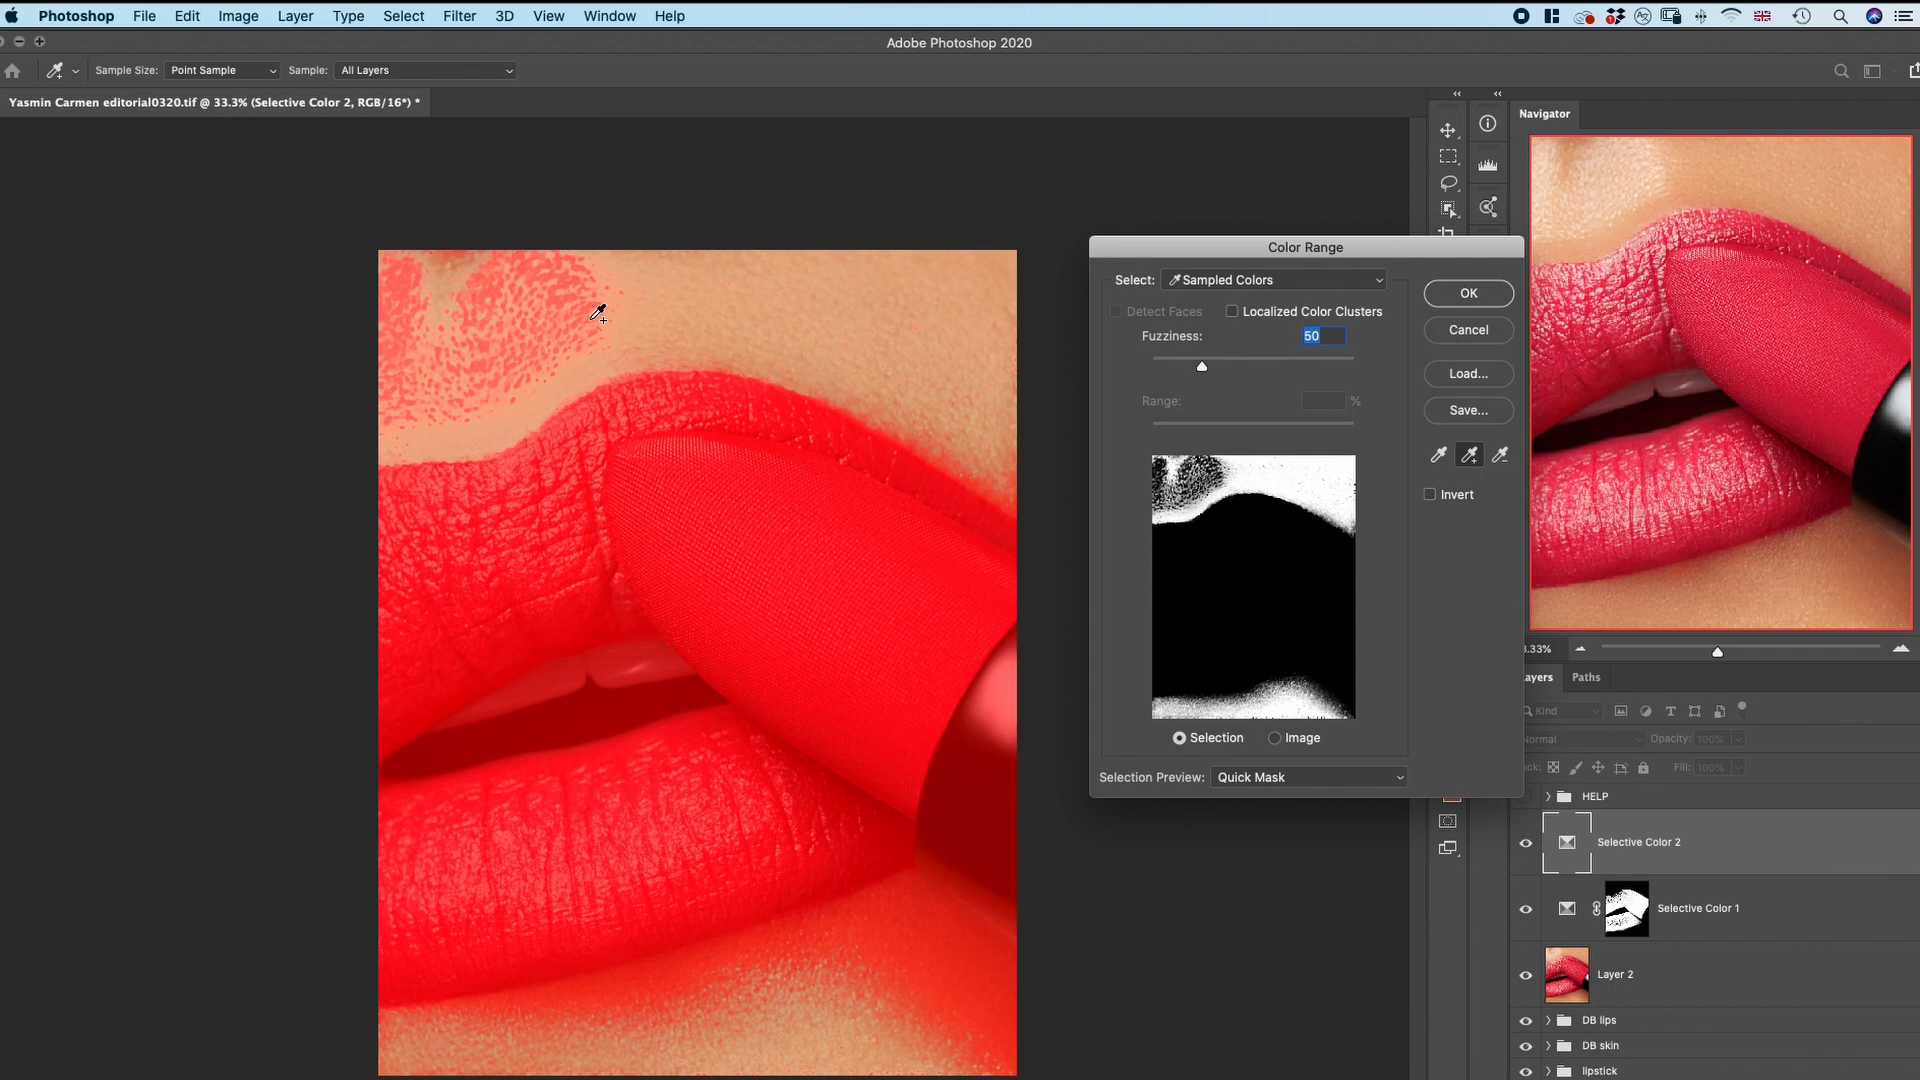 Photoshop File Edit Image Layer Type Select Filter 3D View Window Help
Adobe Photoshop 2020
Sample Size: Point Sample Sample: All Layers
Yasmin Carmen editorial0320.tif @ 33.3% (Selective Color 2, RGB/16*) *
Navigator
Color Range
Select: Sampled Colors
OK
Detect Faces Localized Color Clusters
Fuzziness: 50
Cancel
Load...
Range: %
Save...
Invert
Selection Image
Selection Preview: Quick Mask
.33%
ayers Paths
Kind
Normal Opacity: 100%
ck: Fill: 100%
HELP
Selective Color 2
Selective Color 1
Layer 2
DB lips
DB skin
lipstick